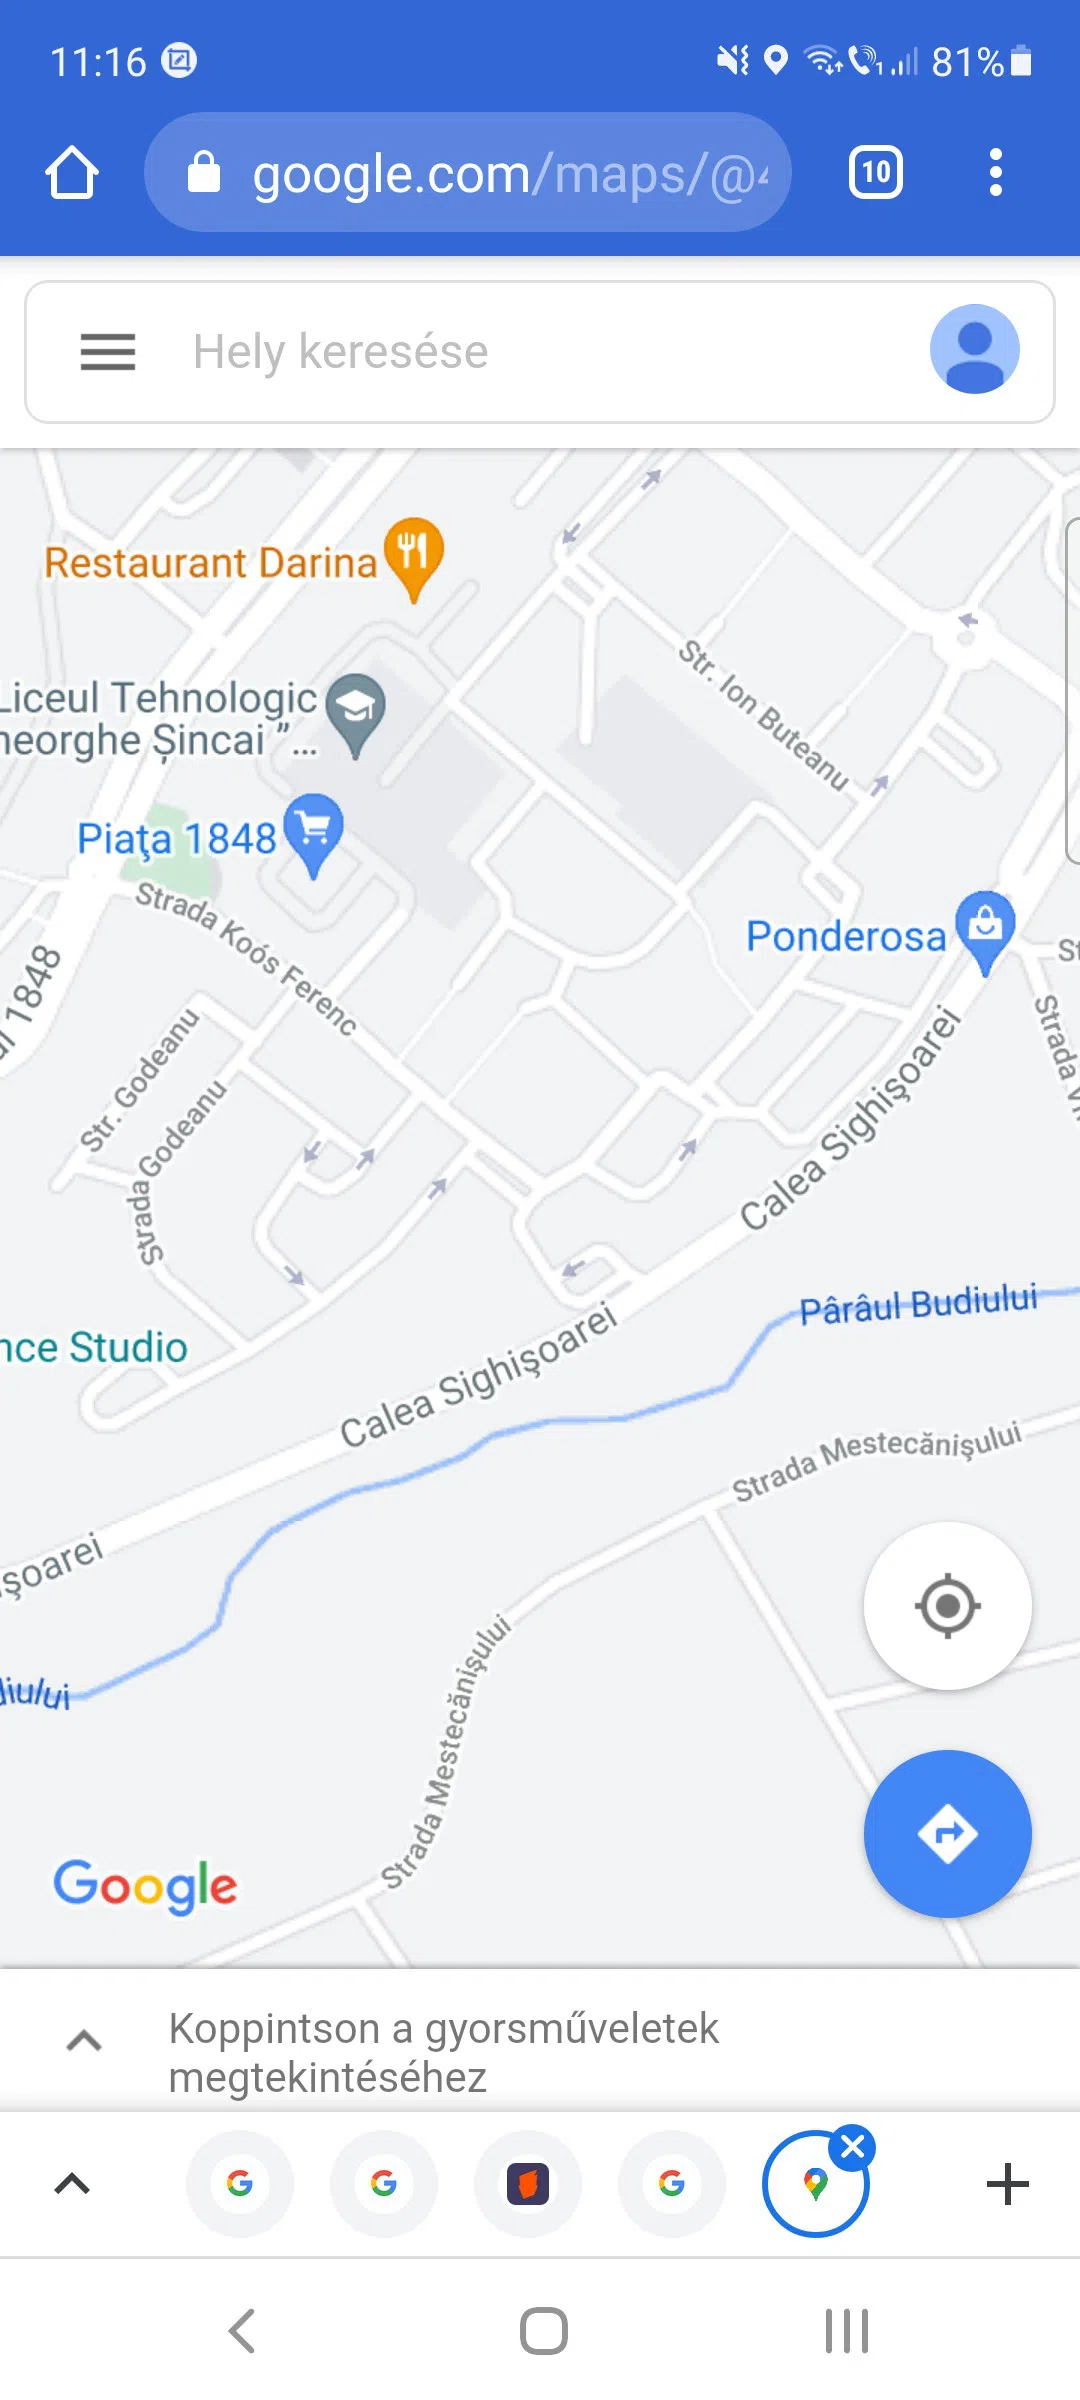 11:16
81%
google.com/maps/@
10
Hely keresése
Restaurant Darina
Liceul Tehnologic
heorghe Șincai ”...
Piaţa 1848
Str. Ion Buteanu
Ponderosa
Strada Koós Ferenc
1848
Str. Godeanu
Strada Godeanu
Strada
Calea Sighişoarei
Pârâul Budiului
nce Studio
Calea Sighişoarei
Strada Mestecănişului
şoarei
Strada Mestecănişului
diului
Google
Koppintson a gyorsműveletek
megtekintéséhez